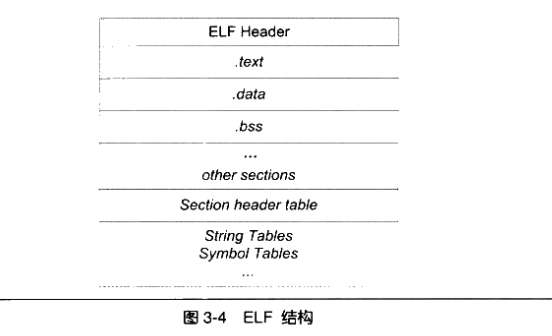 ELF Header
.text
.data
.bss
...
other sections
Section header table
String Tables
Symbol Tables
...
图 3-4 ELF 结构